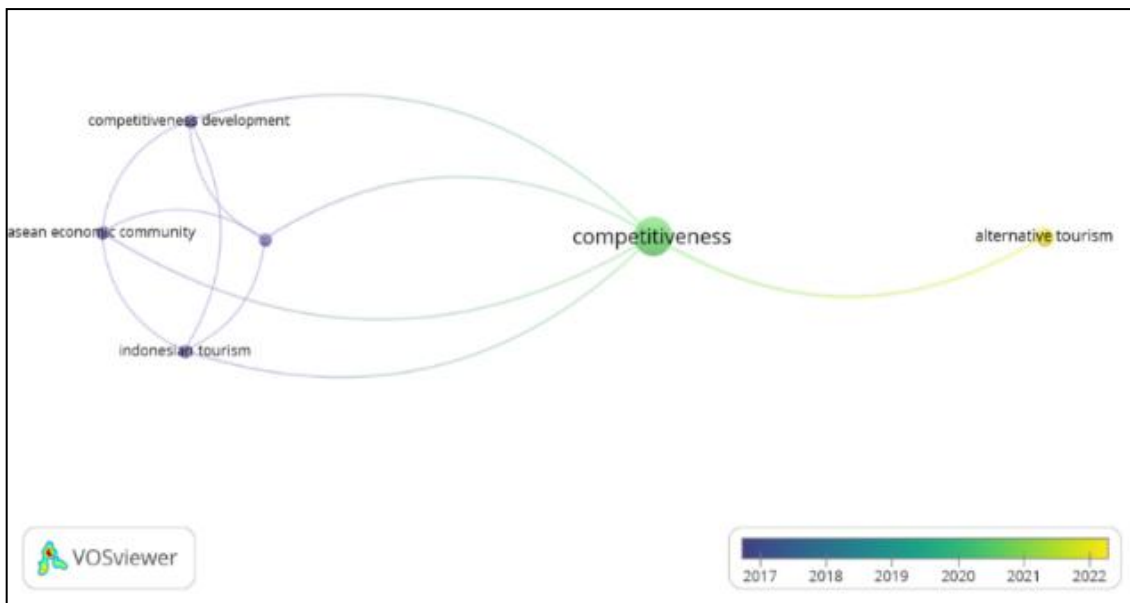 competitiveness development
asean economic community
competitiveness
alternative tourism
indonesian tourism
VOSviewer
2017 2018 2019 2020 2021 2022